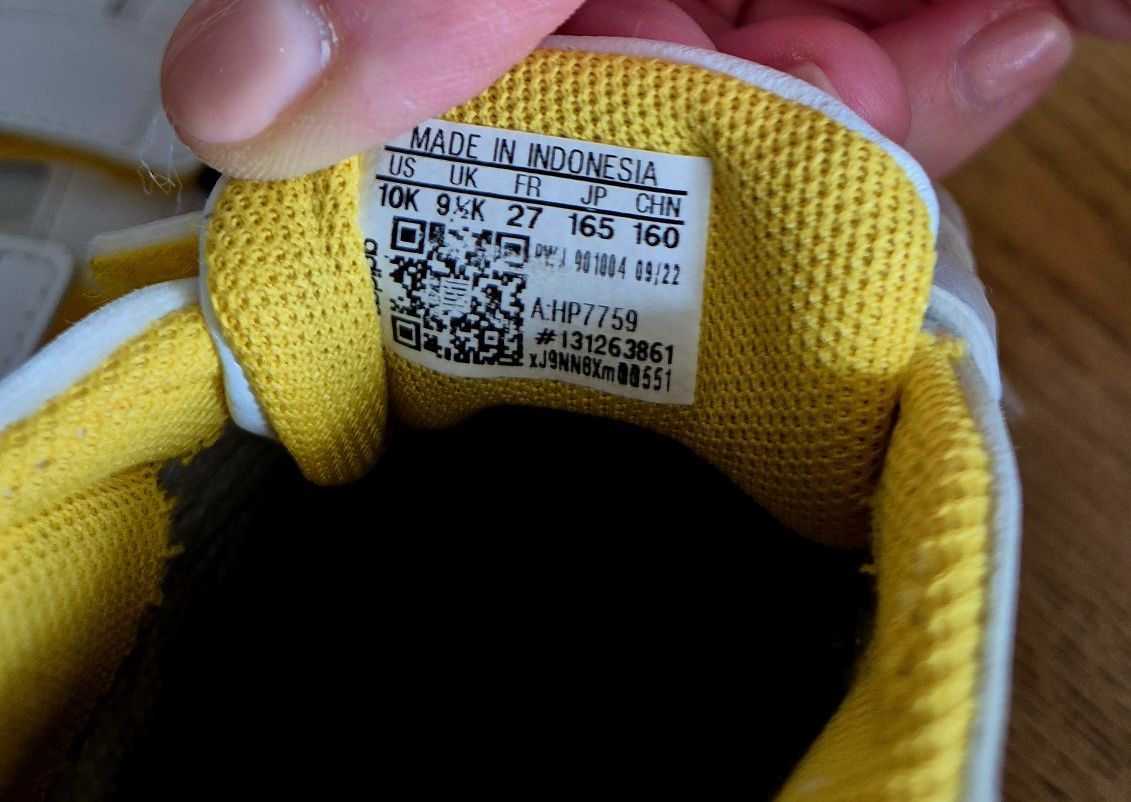 MADE IN INDONESIA
US UK FR JP CHN
10K 9½K 27 165 160
901004 09/22
A:HP7759
#131263861